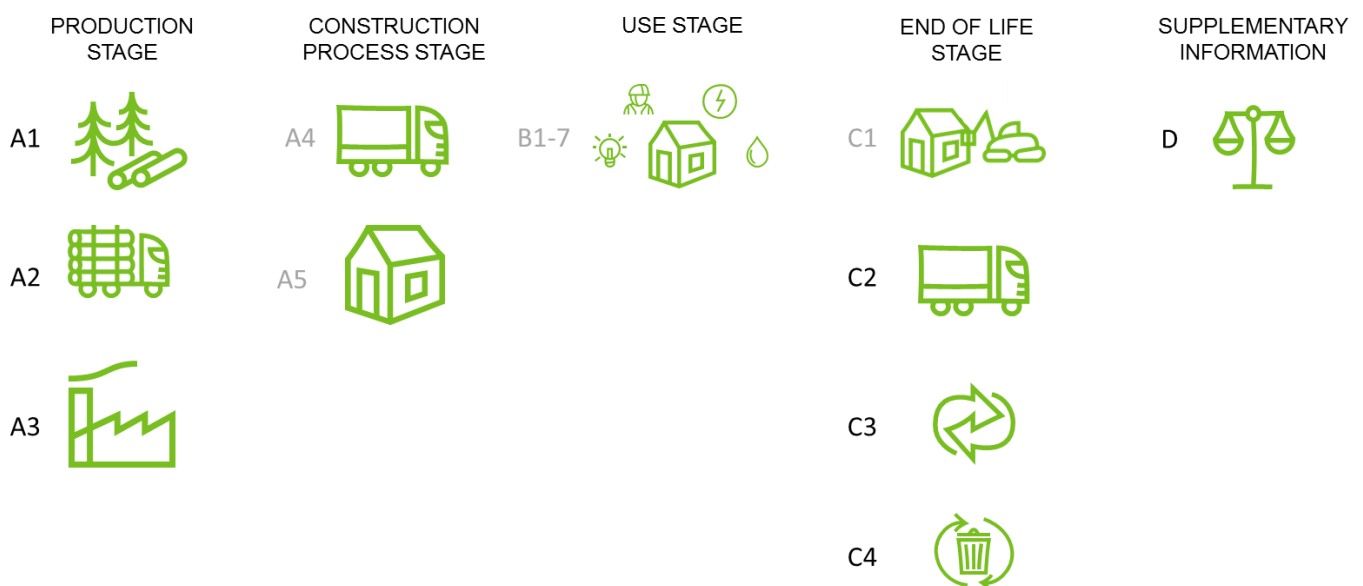 PRODUCTION
STAGE
CONSTRUCTION
PROCESS STAGE
USE STAGE
END OF LIFE
STAGE
SUPPLEMENTARY
INFORMATION
A1
A4
B1-7
C1
D
A2
A5
C2
A3
C3
C4